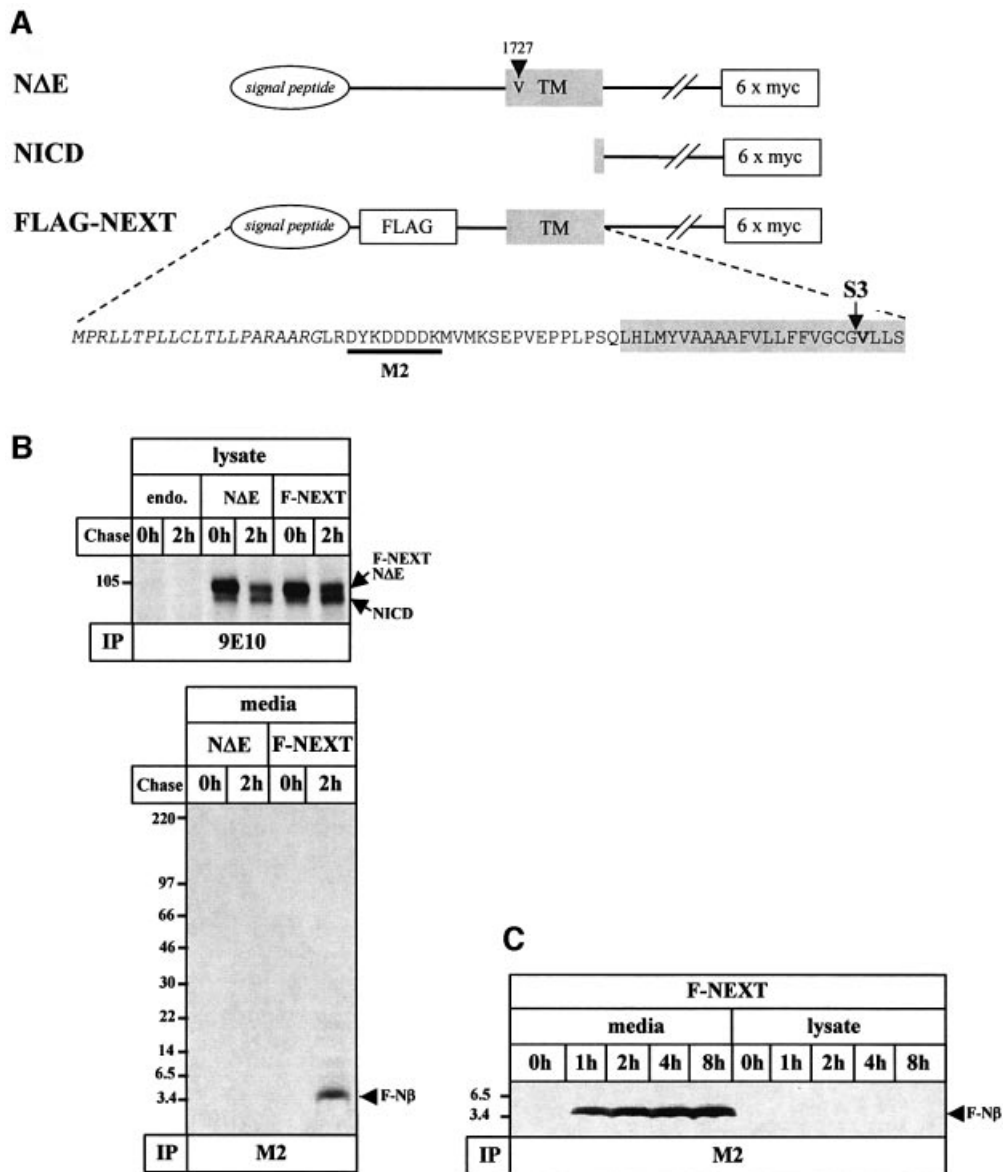 A
1727
NΔE
signal peptide
V TM
6 x myc
NICD
6 x myc
FLAG-NEXT
signal peptide
FLAG
TM
6 x myc
S3
MPRLLTPLLCLTLLPARAARGLRDYKDDDDKMVMKSEPVEPPLPSQLHLMYVAAAAFVLLFFVGCGVLLS
M2
B
lysate
endo. NΔE F-NEXT
Chase 0h 2h 0h 2h 0h 2h
F-NEXT
105
NΔE
NICD
IP 9E10
media
NΔE F-NEXT
Chase 0h 2h 0h 2h
220
97
66
46
30
22
14
6.5
3.4
F-Nβ
IP M2
C
F-NEXT
media lysate
0h 1h 2h 4h 8h 0h 1h 2h 4h 8h
6.5
3.4
F-Nβ
IP M2